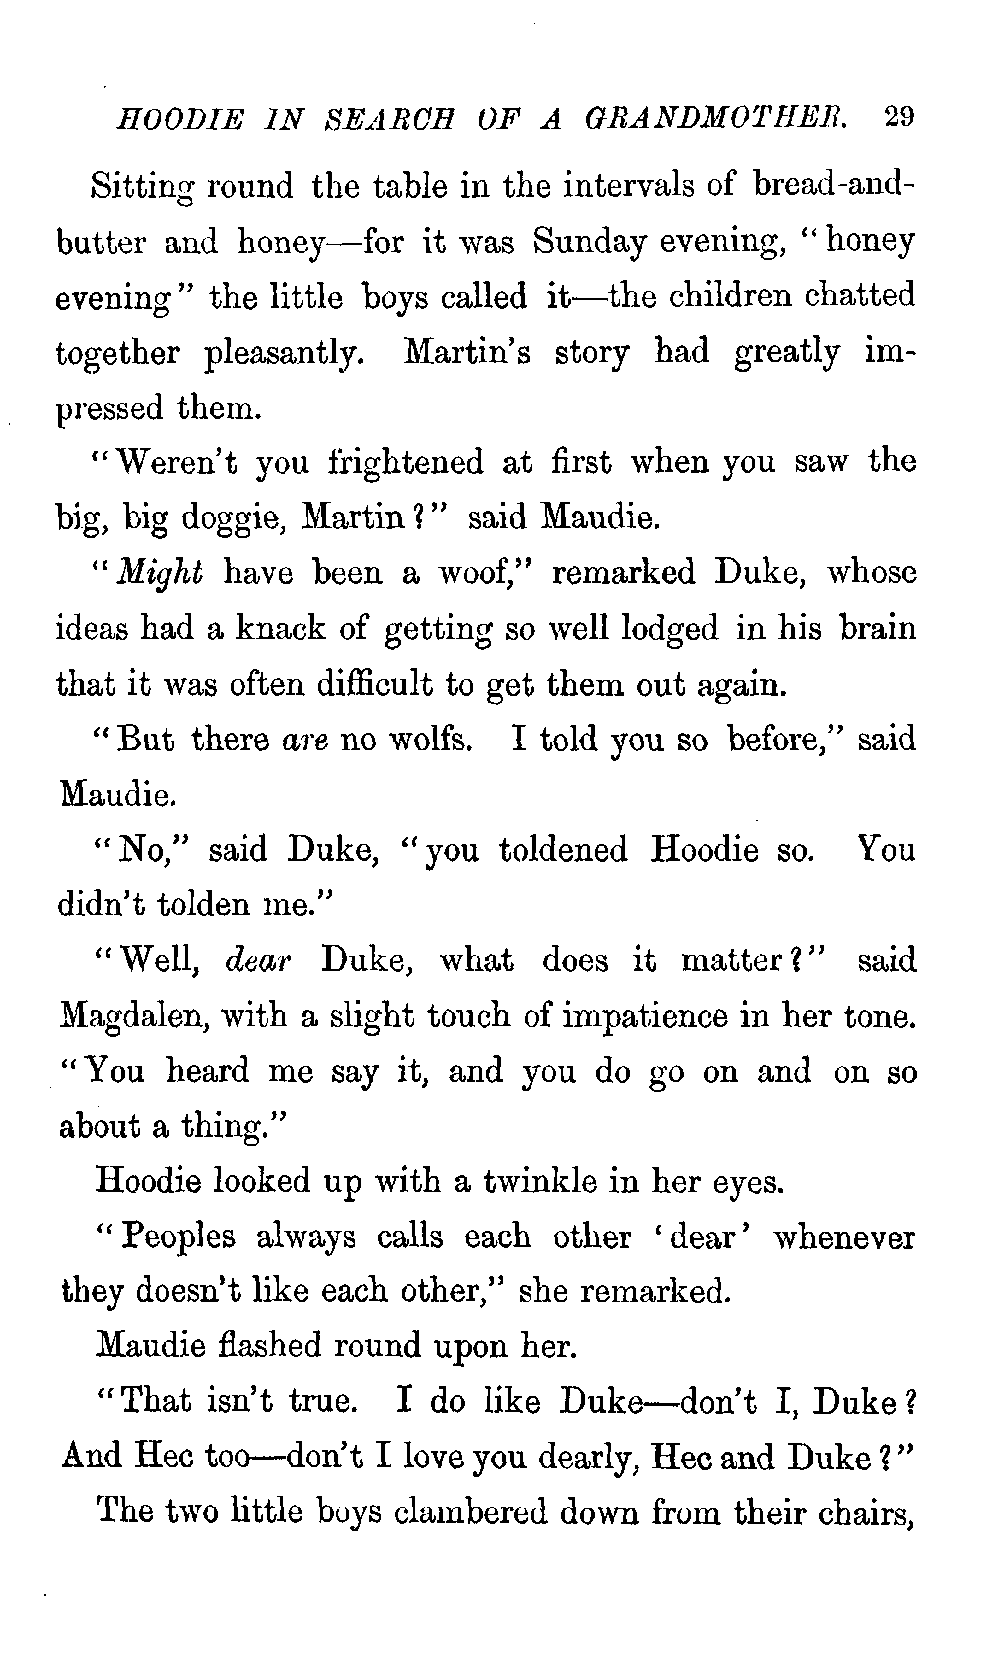 HOODIE IN SEARCH OF A GRANDMOTHER. 29
Sitting round the table in the intervals of bread-and-
butter and honey—for it was Sunday evening, "honey
evening" the little boys called it—the children chatted
together pleasantly. Martin's story had greatly im-
pressed them.
"Weren't you frightened at first when you saw the
big, big doggie, Martin?" said Maudie.
"Might have been a woof," remarked Duke, whose
ideas had a knack of getting so well lodged in his brain
that it was often difficult to get them out again.
"But there are no wolfs. I told you so before," said
Maudie.
"No," said Duke, "you toldened Hoodie so. You
didn't tolden me."
"Well, dear Duke, what does it matter?" said
Magdalen, with a slight touch of impatience in her tone.
"You heard me say it, and you do go on and on so
about a thing."
Hoodie looked up with a twinkle in her eyes.
"Peoples always calls each other 'dear' whenever
they doesn't like each other," she remarked.
Maudie flashed round upon her.
"That isn't true. I do like Duke—don't I, Duke?
And Hec too—don't I love you dearly, Hec and Duke?"
The two little boys clambered down from their chairs,